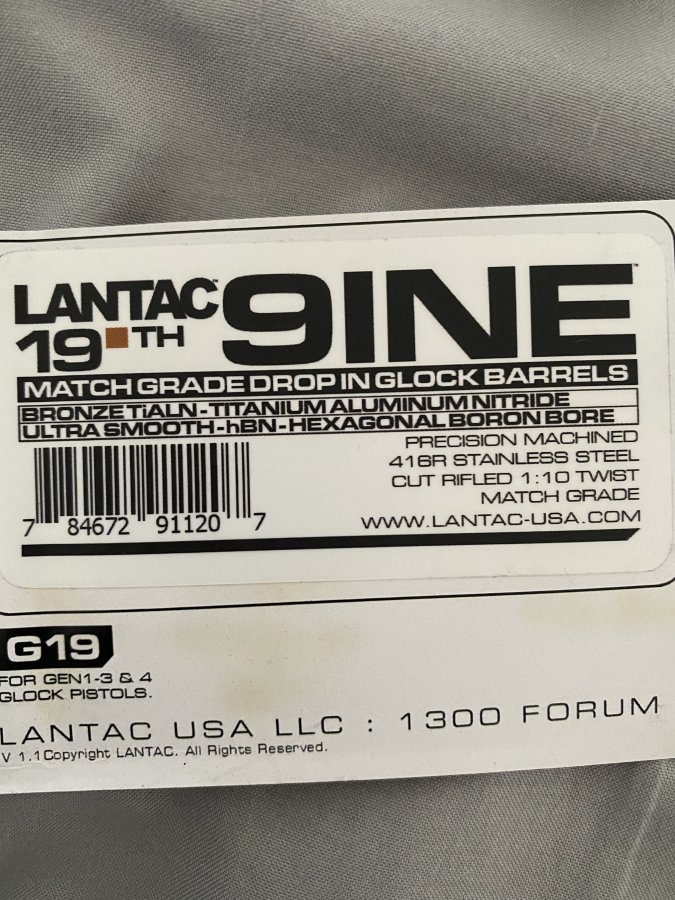 LANTAC™ 9INE™
19TH
MATCH GRADE DROP IN GLOCK BARRELS
BRONZE TiALN-TITANIUM ALUMINUM NITRIDE
ULTRA SMOOTH-hBN-HEXAGONAL BORON BORE
PRECISION MACHINED
416R STAINLESS STEEL
CUT RIFLED 1:10 TWIST
MATCH GRADE
7 84672 91120 7
WWW.LANTAC-USA.COM
G19
FOR GEN1-3 & 4
GLOCK PISTOLS.
LANTAC USA LLC : 1300 FORUM
V 1.1 Copyright LANTAC. All Rights Reserved.